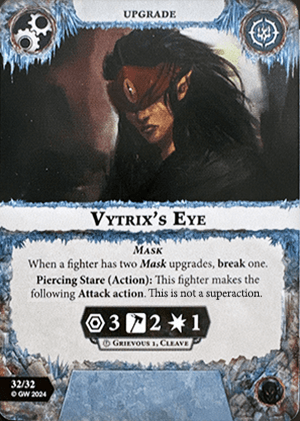 UPGRADE
VYTRIX'S EYE
MASK
When a fighter has two Mask upgrades, break one.
Piercing Stare (Action): This fighter makes the
following Attack action. This is not a superaction.
3 2 1
GRIEVOUS 1, CLEAVE
32/32
© GW 2024